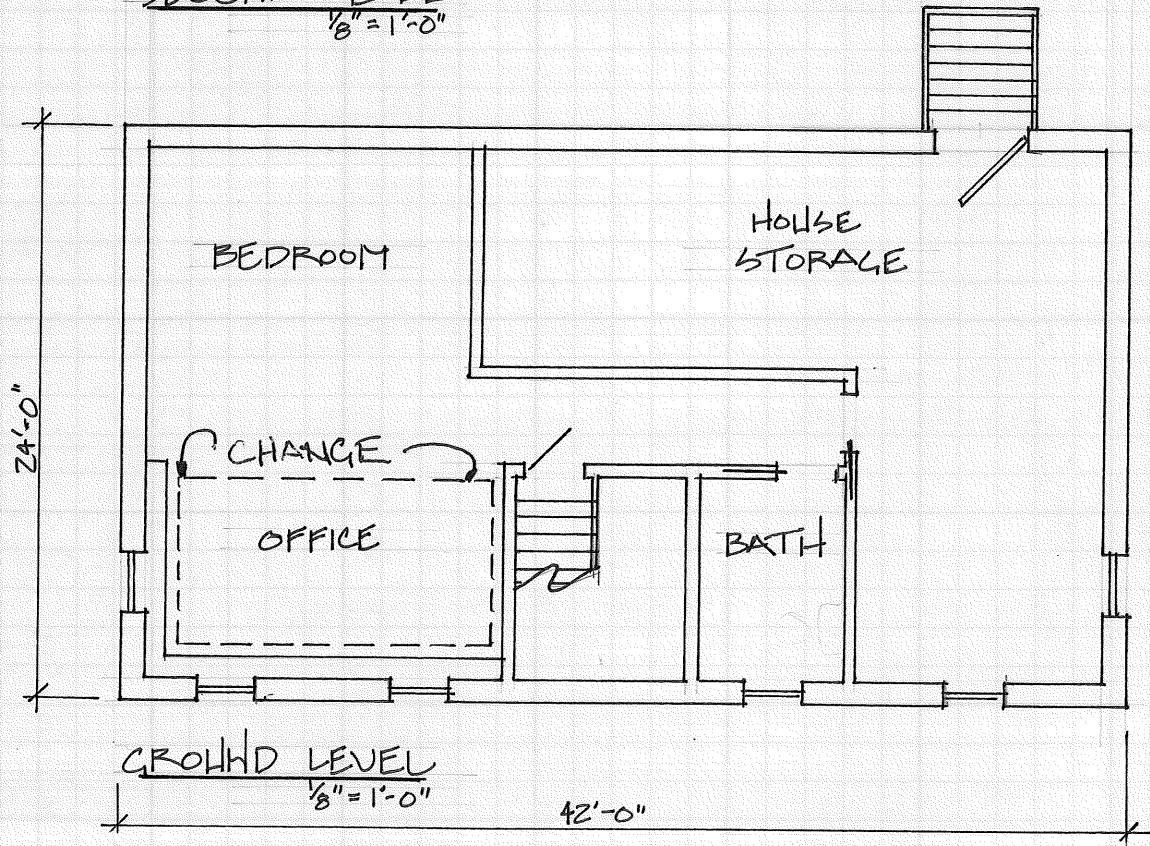 1/8" = 1'-0"
HOUSE
STORAGE
BEDROOM
24'-0"
CHANGE
OFFICE
BATH
GROUND LEVEL
1/8" = 1'-0"
42'-0"